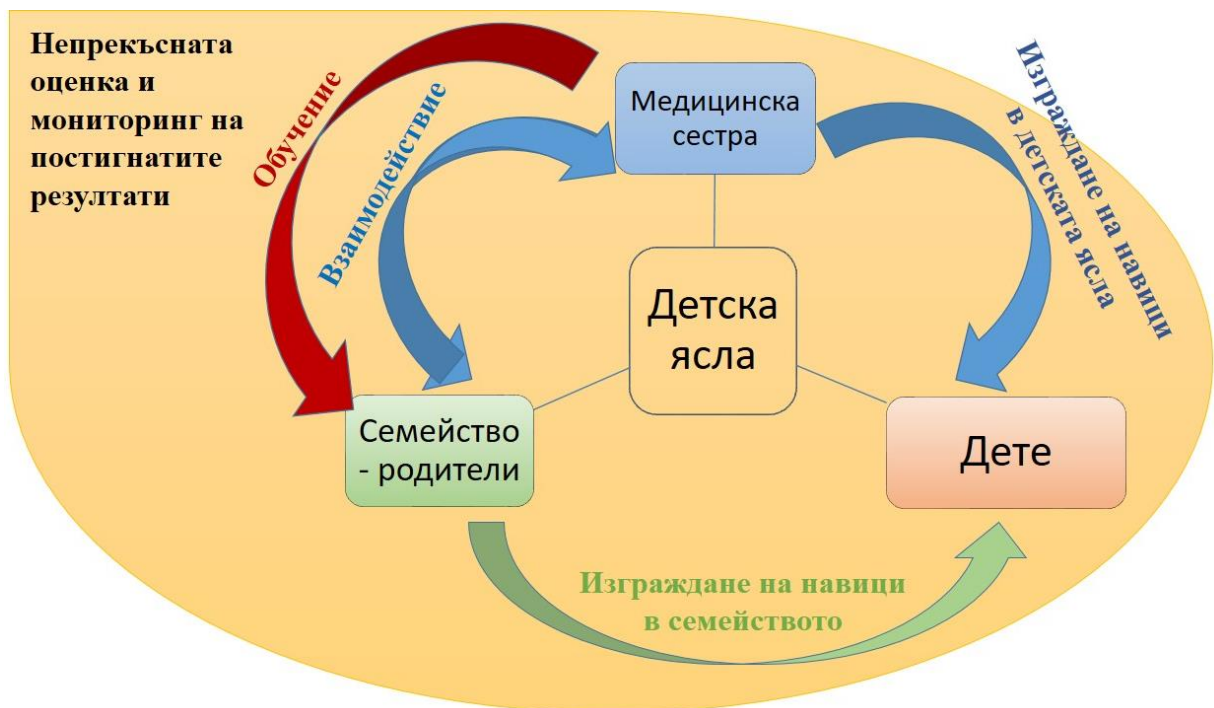 Непрекъсната
оценка и
мониторинг на
постигнатите
резултати
Обучение
Взаимодействие
Медицинска
сестра
Изграждане на навици
в детската ясла
Детска
ясла
Семейство
- родители
Дете
Изграждане на навици
в семейството